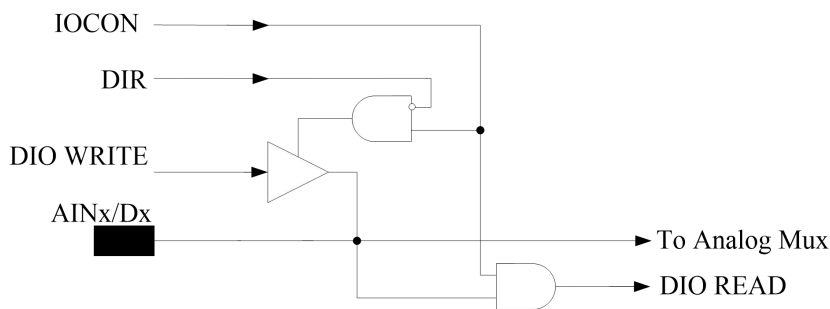 IOCON
DIR
DIO WRITE
AINx/Dx
To Analog Mux
DIO READ